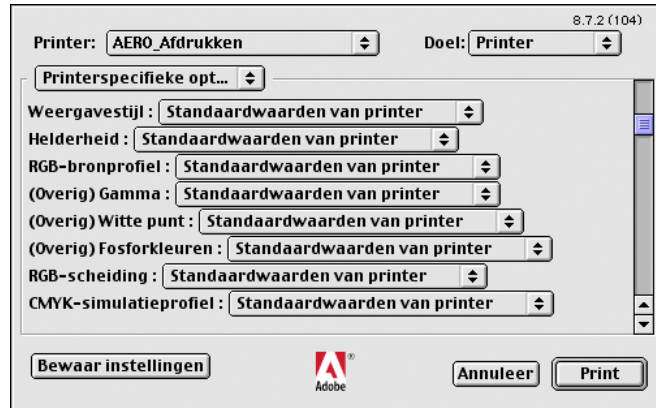 8.7.2 (104)
Printer: AERO_Afdrukken Doel: Printer
Printerspecifieke opt...
Weergavestijl : Standaardwaarden van printer
Helderheid : Standaardwaarden van printer
RGB-bronprofiel : Standaardwaarden van printer
(Overig) Gamma : Standaardwaarden van printer
(Overig) Witte punt : Standaardwaarden van printer
(Overig) Fosforkleuren : Standaardwaarden van printer
RGB-scheiding : Standaardwaarden van printer
CMYK-simulatieprofiel : Standaardwaarden van printer
Bewaar instellingen Adobe® Annuleer Print